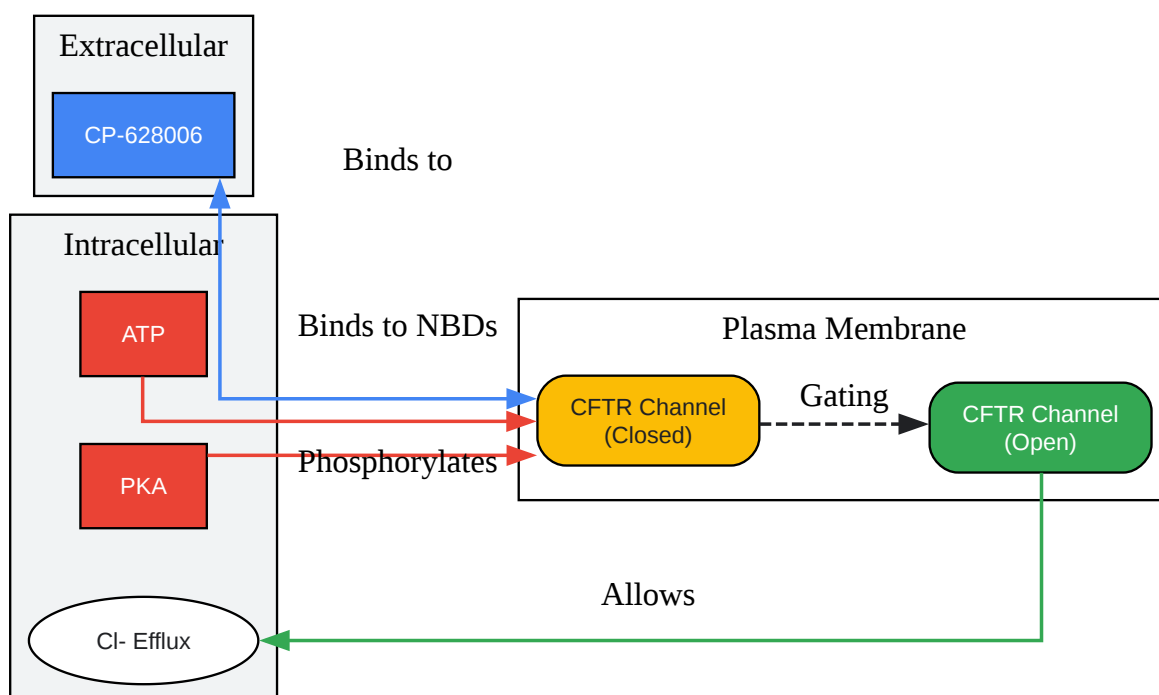 Extracellular
CP-628006
Binds to
Intracellular
ATP
Binds to NBDs
Plasma Membrane
CFTR Channel
(Closed)
Gating
CFTR Channel
(Open)
Phosphorylates
PKA
Allows
Cl- Efflux